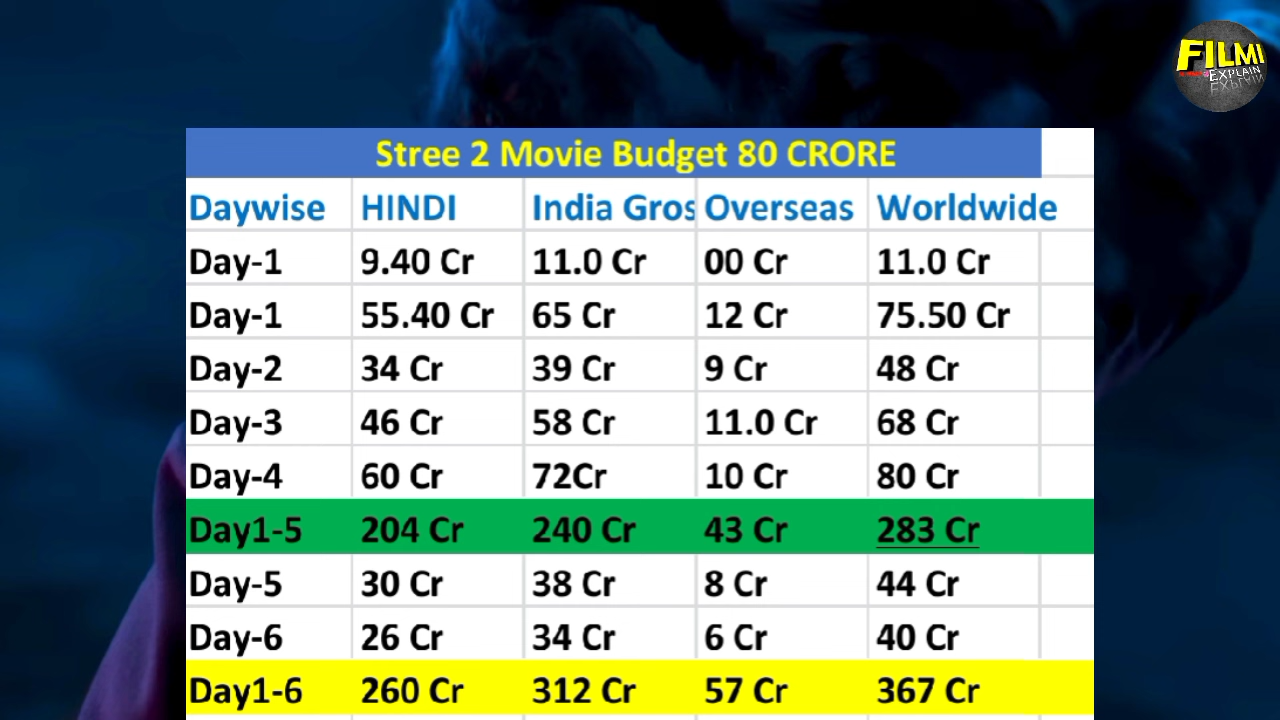 FILMI
EXPLAIN
Stree 2 Movie Budget 80 CRORE
Daywise HINDI India Gros Overseas Worldwide
Day-1 9.40 Cr 11.0 Cr 00 Cr 11.0 Cr
Day-1 55.40 Cr 65 Cr 12 Cr 75.50 Cr
Day-2 34 Cr 39 Cr 9 Cr 48 Cr
Day-3 46 Cr 58 Cr 11.0 Cr 68 Cr
Day-4 60 Cr 72Cr 10 Cr 80 Cr
Day1-5 204 Cr 240 Cr 43 Cr 283 Cr
Day-5 30 Cr 38 Cr 8 Cr 44 Cr
Day-6 26 Cr 34 Cr 6 Cr 40 Cr
Day1-6 260 Cr 312 Cr 57 Cr 367 Cr